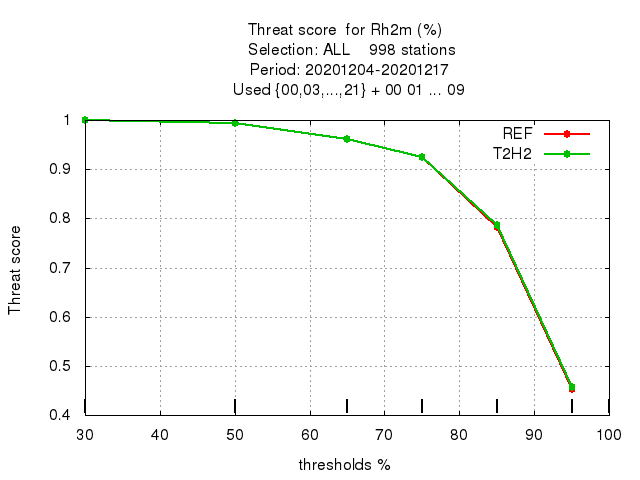 Threat score  for Rh2m (%)
Selection: ALL    998 stations
Period: 20201204-20201217
Used {00,03,...,21} + 00 01 ... 09
1
0.9
0.8
0.7
0.6
0.5
0.4
Threat score
REF
T2H2
30 40 50 60 70 80 90 100
thresholds %